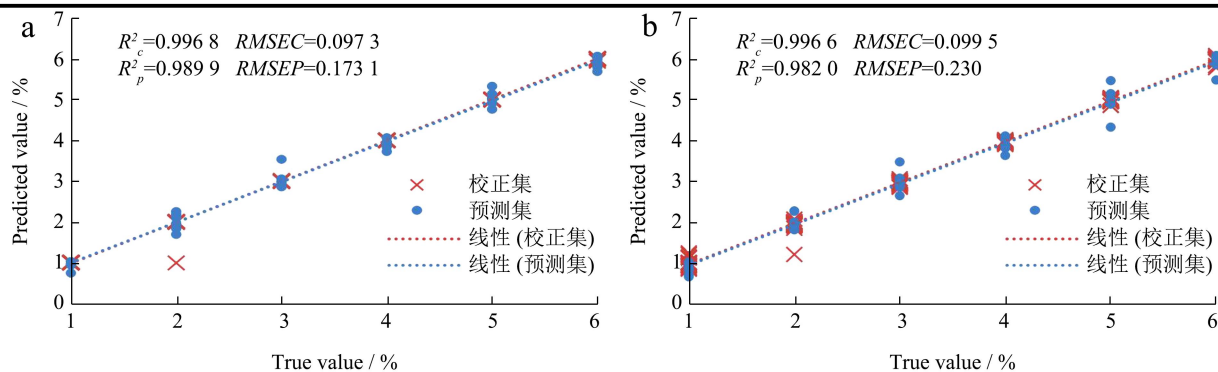 a
R²c=0.996 8 RMSEC=0.097 3
R²p=0.989 9 RMSEP=0.173 1
7
6
5
4
3
2
1
0
Predicted value / %
校正集
预测集
线性 (校正集)
线性 (预测集)
1 2 3 4 5 6
True value / %
b
R²c=0.996 6 RMSEC=0.099 5
R²p=0.982 0 RMSEP=0.230
7
6
5
4
3
2
1
0
Predicted value / %
校正集
预测集
线性 (校正集)
线性 (预测集)
1 2 3 4 5 6
True value / %